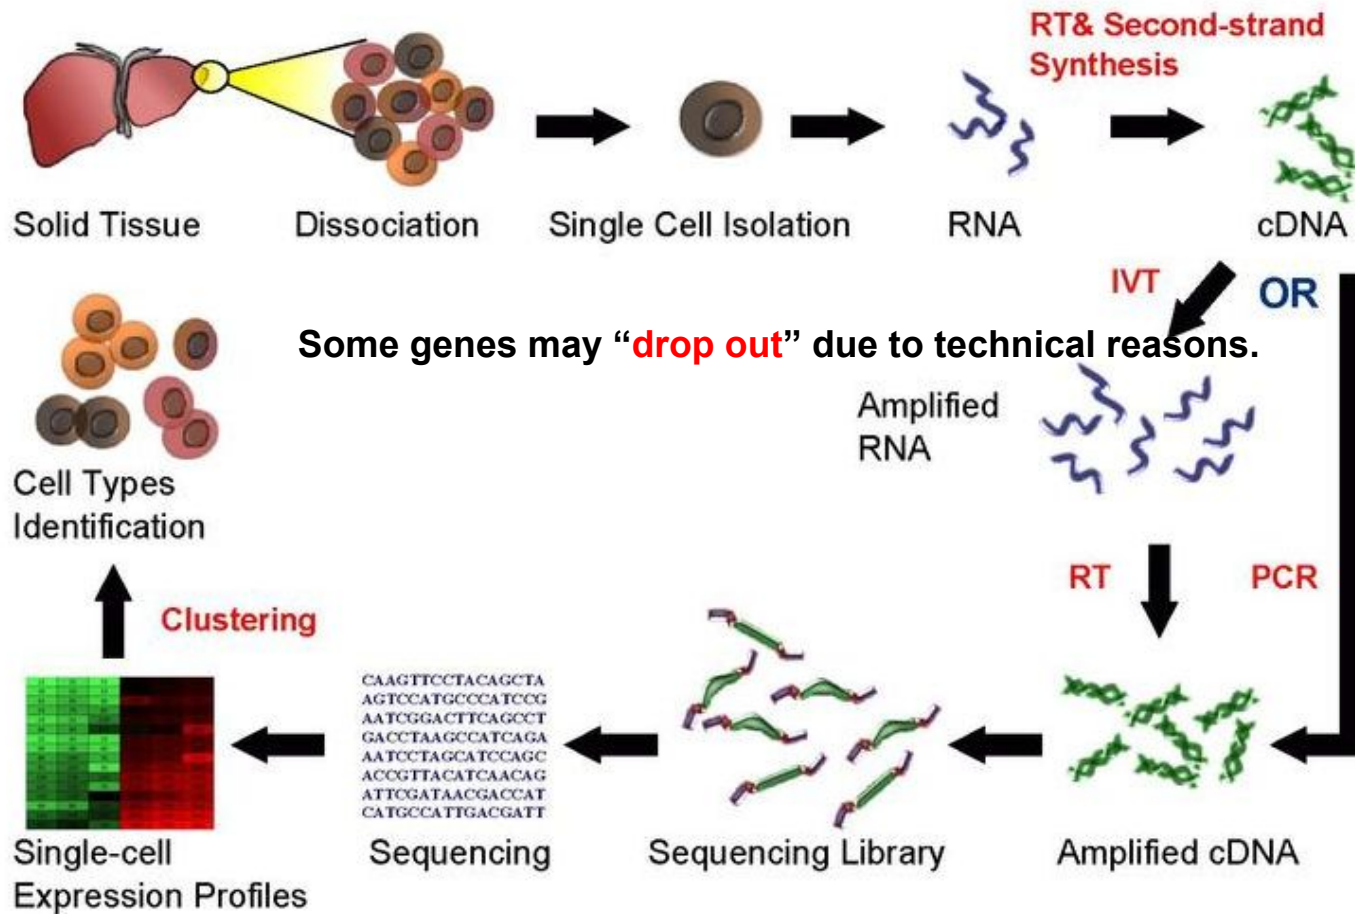 RT& Second-strand
Synthesis
Solid Tissue
Dissociation
Single Cell Isolation
RNA
cDNA
IVT
OR
Some genes may “drop out” due to technical reasons.
Amplified
RNA
Cell Types
Identification
RT
PCR
Clustering
CAAGTTCCTACAGCTA
AGTCCATGCCCATCCG
AATCGGACTTCAGCCT
GACCTAAGCCATCAGA
AATCCTAGCATCCAGC
ACCGTTACATCAACAG
ATTCGATAACGACCAT
CATGCCATTGACGATT
Single-cell
Expression Profiles
Sequencing
Sequencing Library
Amplified cDNA